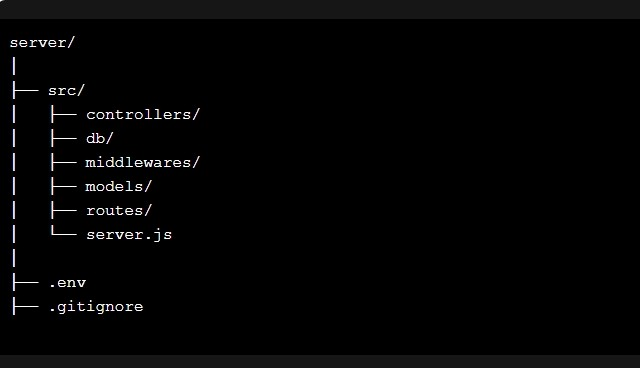 server/
│
├── src/
│   ├── controllers/
│   ├── db/
│   ├── middlewares/
│   ├── models/
│   ├── routes/
│   └── server.js
│
├── .env
├── .gitignore